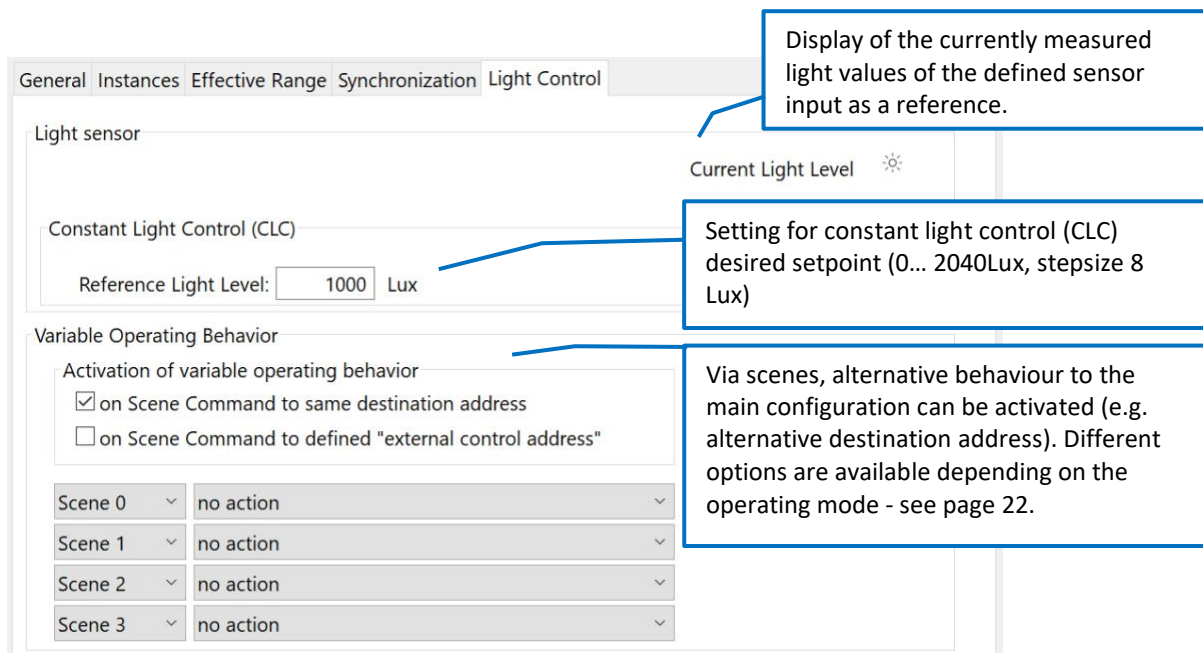 Display of the currently measured
light values of the defined sensor
input as a reference.
General Instances Effective Range Synchronization Light Control
Light sensor
Current Light Level
Constant Light Control (CLC)
Reference Light Level: 1000 Lux
Setting for constant light control (CLC)
desired setpoint (0... 2040Lux, stepsize 8
Lux)
Variable Operating Behavior
Activation of variable operating behavior
on Scene Command to same destination address
on Scene Command to defined "external control address"
Via scenes, alternative behaviour to the
main configuration can be activated (e.g.
alternative destination address). Different
options are available depending on the
operating mode - see page 22.
Scene 0 no action
Scene 1 no action
Scene 2 no action
Scene 3 no action